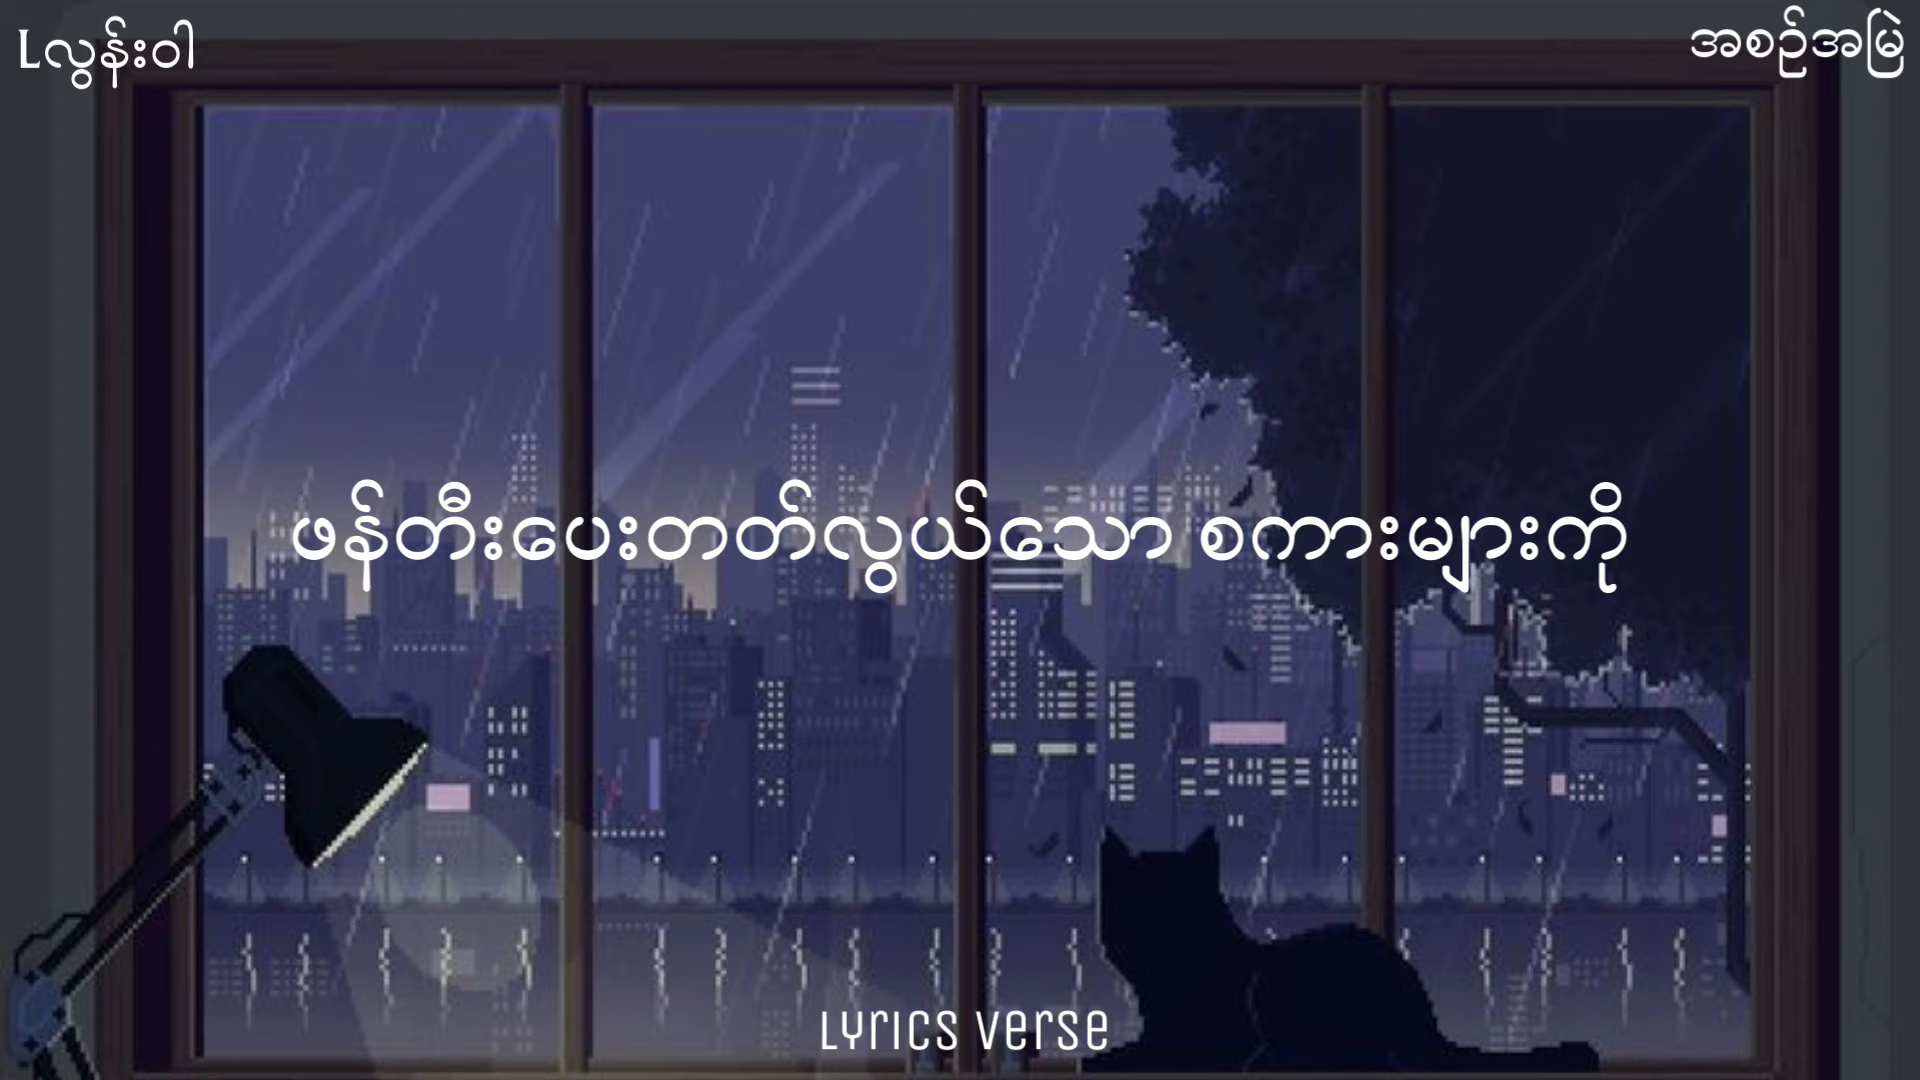 Lလွန်းဝါ
အစဉ်အမြဲ
ဖန်တီးပေးတတ်လွယ်သော စကားများကို
Lyrics Verse